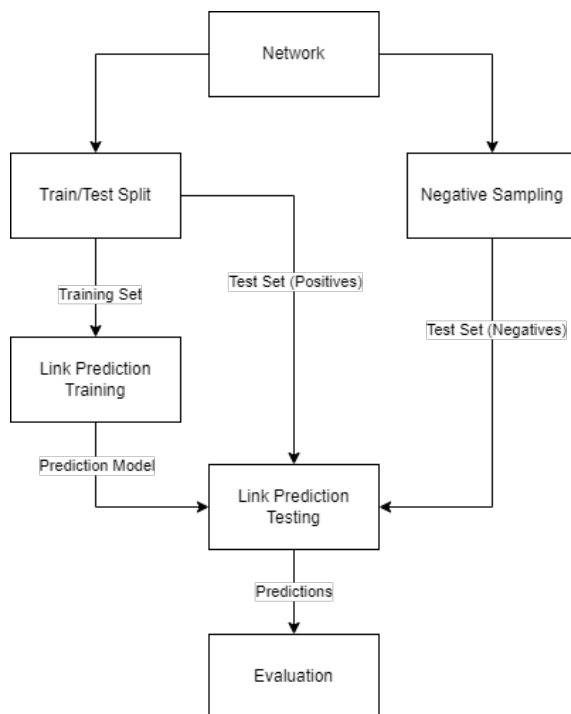 Network
Train/Test Split
Negative Sampling
Training Set
Test Set (Positives)
Test Set (Negatives)
Link Prediction
Training
Prediction Model
Link Prediction
Testing
Predictions
Evaluation